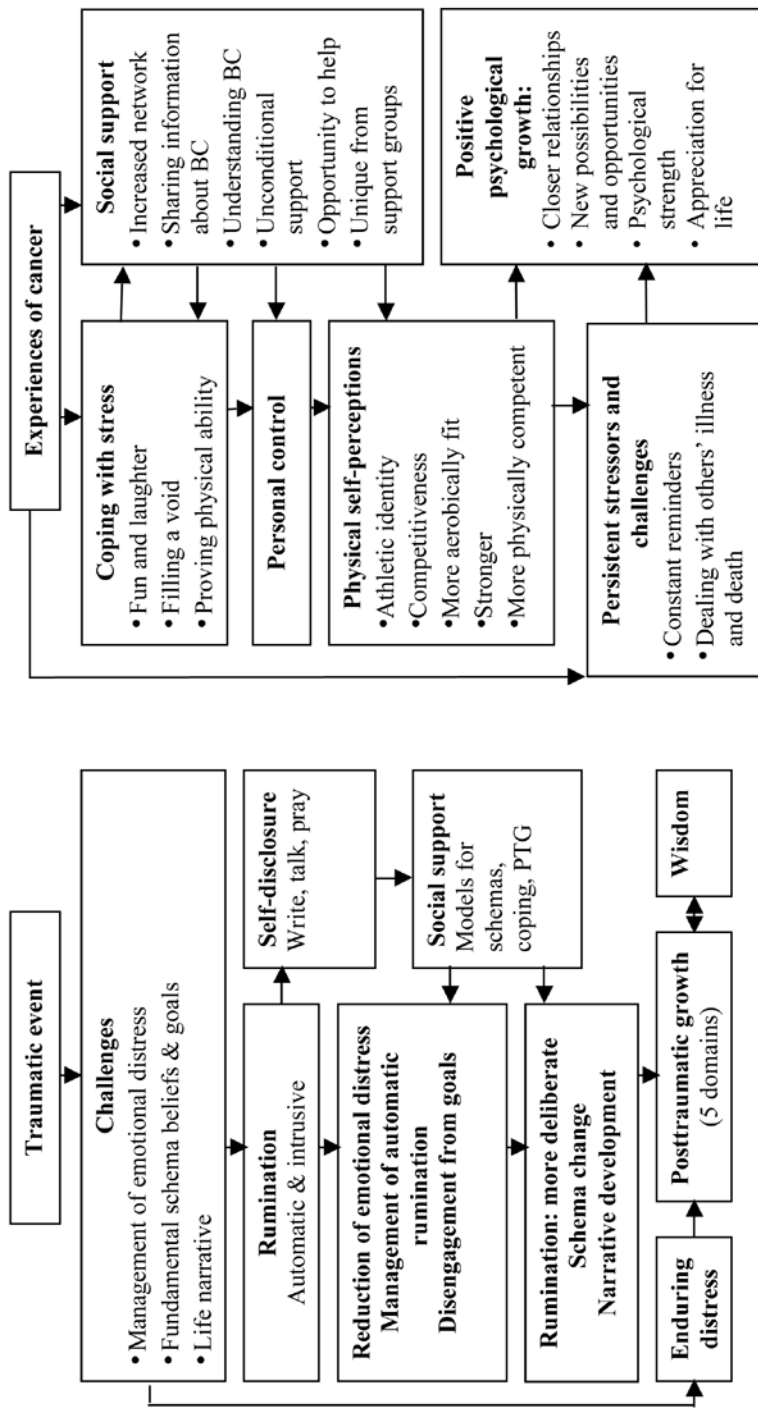 Traumatic event
Challenges
• Management of emotional distress
• Fundamental schema beliefs & goals
• Life narrative
Rumination
Automatic & intrusive
Self-disclosure
Write, talk, pray
Reduction of emotional distress
Management of automatic
rumination
Disengagement from goals
Social support
Models for
schemas,
coping, PTG
Rumination: more deliberate
Schema change
Narrative development
Enduring
distress
Posttraumatic growth
(5 domains)
Wisdom
Experiences of cancer
Coping with stress
• Fun and laughter
• Filling a void
• Proving physical ability
Social support
• Increased network
• Sharing information
about BC
• Understanding BC
• Unconditional
support
• Opportunity to help
• Unique from
support groups
Personal control
Physical self-perceptions
• Athletic identity
• Competitiveness
• More aerobically fit
• Stronger
• More physically competent
Positive
psychological
growth:
• Closer relationships
• New possibilities
and opportunities
• Psychological
strength
• Appreciation for
life
Persistent stressors and
challenges
• Constant reminders
• Dealing with others' illness
and death